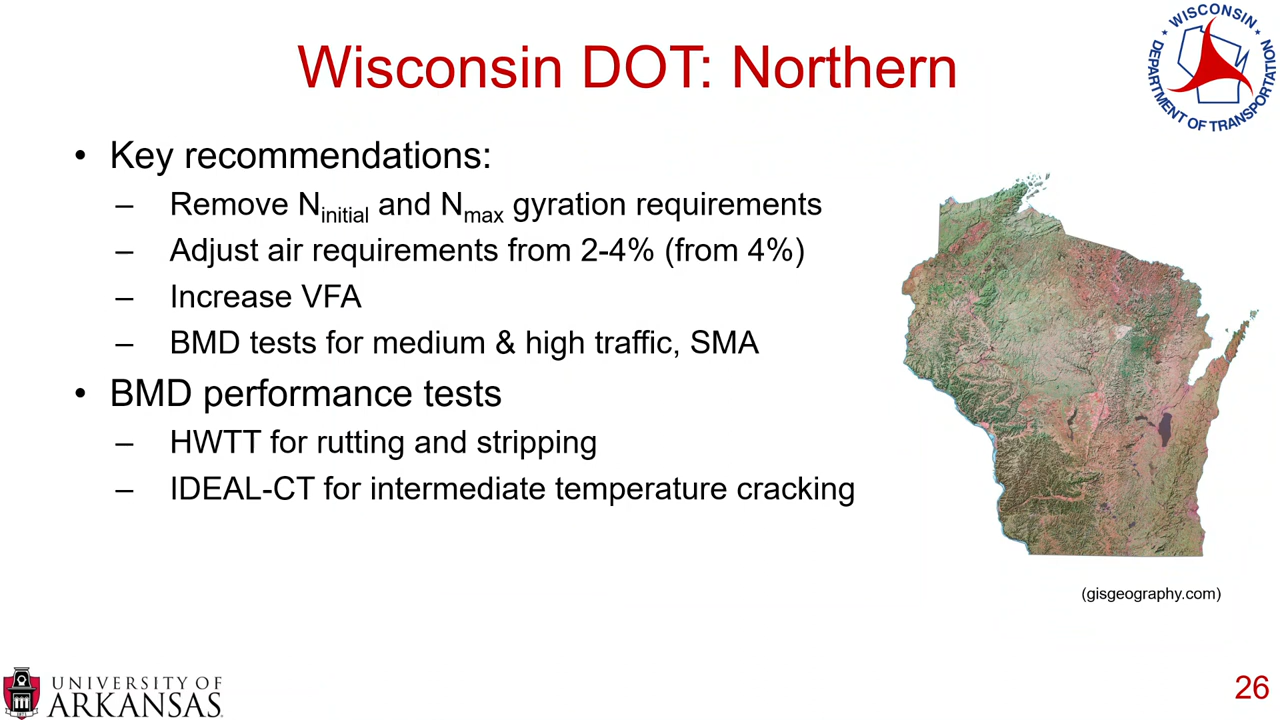 Wisconsin DOT: Northern
WISCONSIN
DEPARTMENT OF TRANSPORTATION
• Key recommendations:
– Remove Ninitial and Nmax gyration requirements
– Adjust air requirements from 2-4% (from 4%)
– Increase VFA
– BMD tests for medium & high traffic, SMA
• BMD performance tests
– HWTT for rutting and stripping
– IDEAL-CT for intermediate temperature cracking
(gisgeography.com)
UNIVERSITY OF
ARKANSAS
26